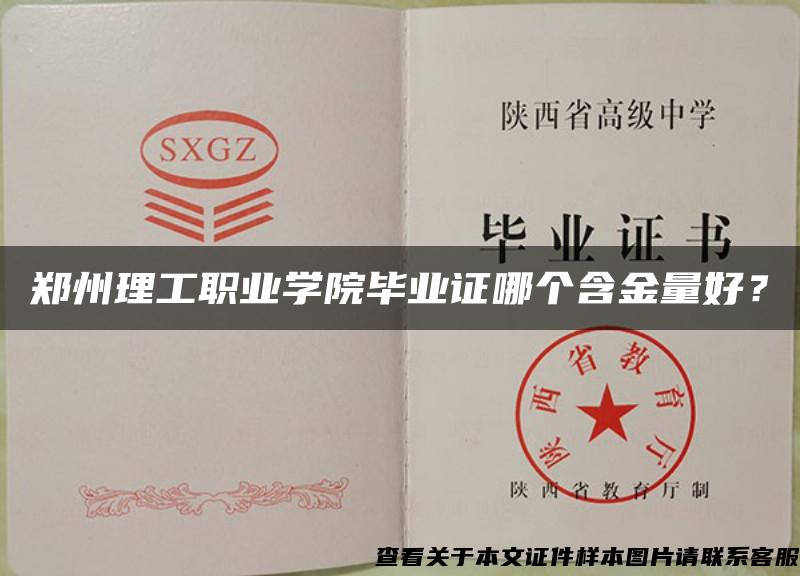 SXGZ
陕西省高级中学
毕业证书
郑州理工职业学院毕业证哪个含金量好?
陕西省教育厅
陕西省教育厅制
查看关于本文证件样本图片请联系客服